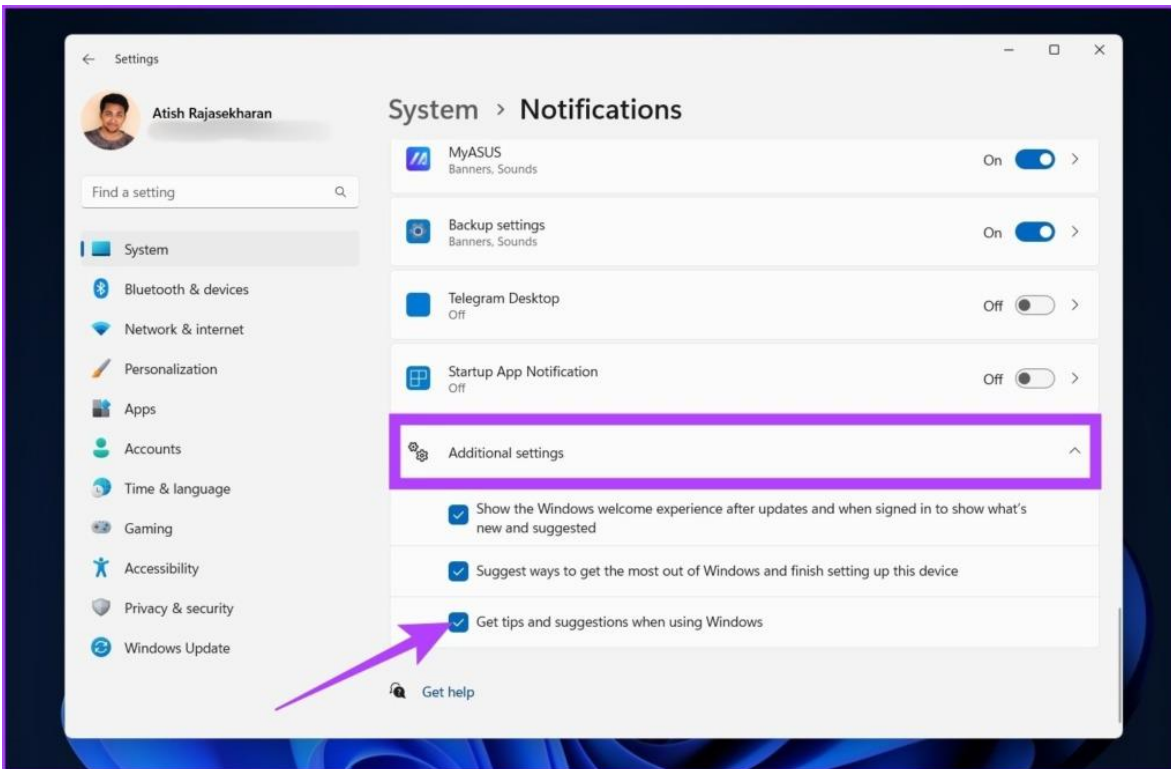 Settings
Atish Rajasekharan
Find a setting
System
Bluetooth & devices
Network & internet
Personalization
Apps
Accounts
Time & language
Gaming
Accessibility
Privacy & security
Windows Update
System > Notifications
MyASUS
Banners, Sounds
On
Backup settings
Banners, Sounds
On
Telegram Desktop
Off
Off
Startup App Notification
Off
Off
Additional settings
Show the Windows welcome experience after updates and when signed in to show what's
new and suggested
Suggest ways to get the most out of Windows and finish setting up this device
Get tips and suggestions when using Windows
Get help